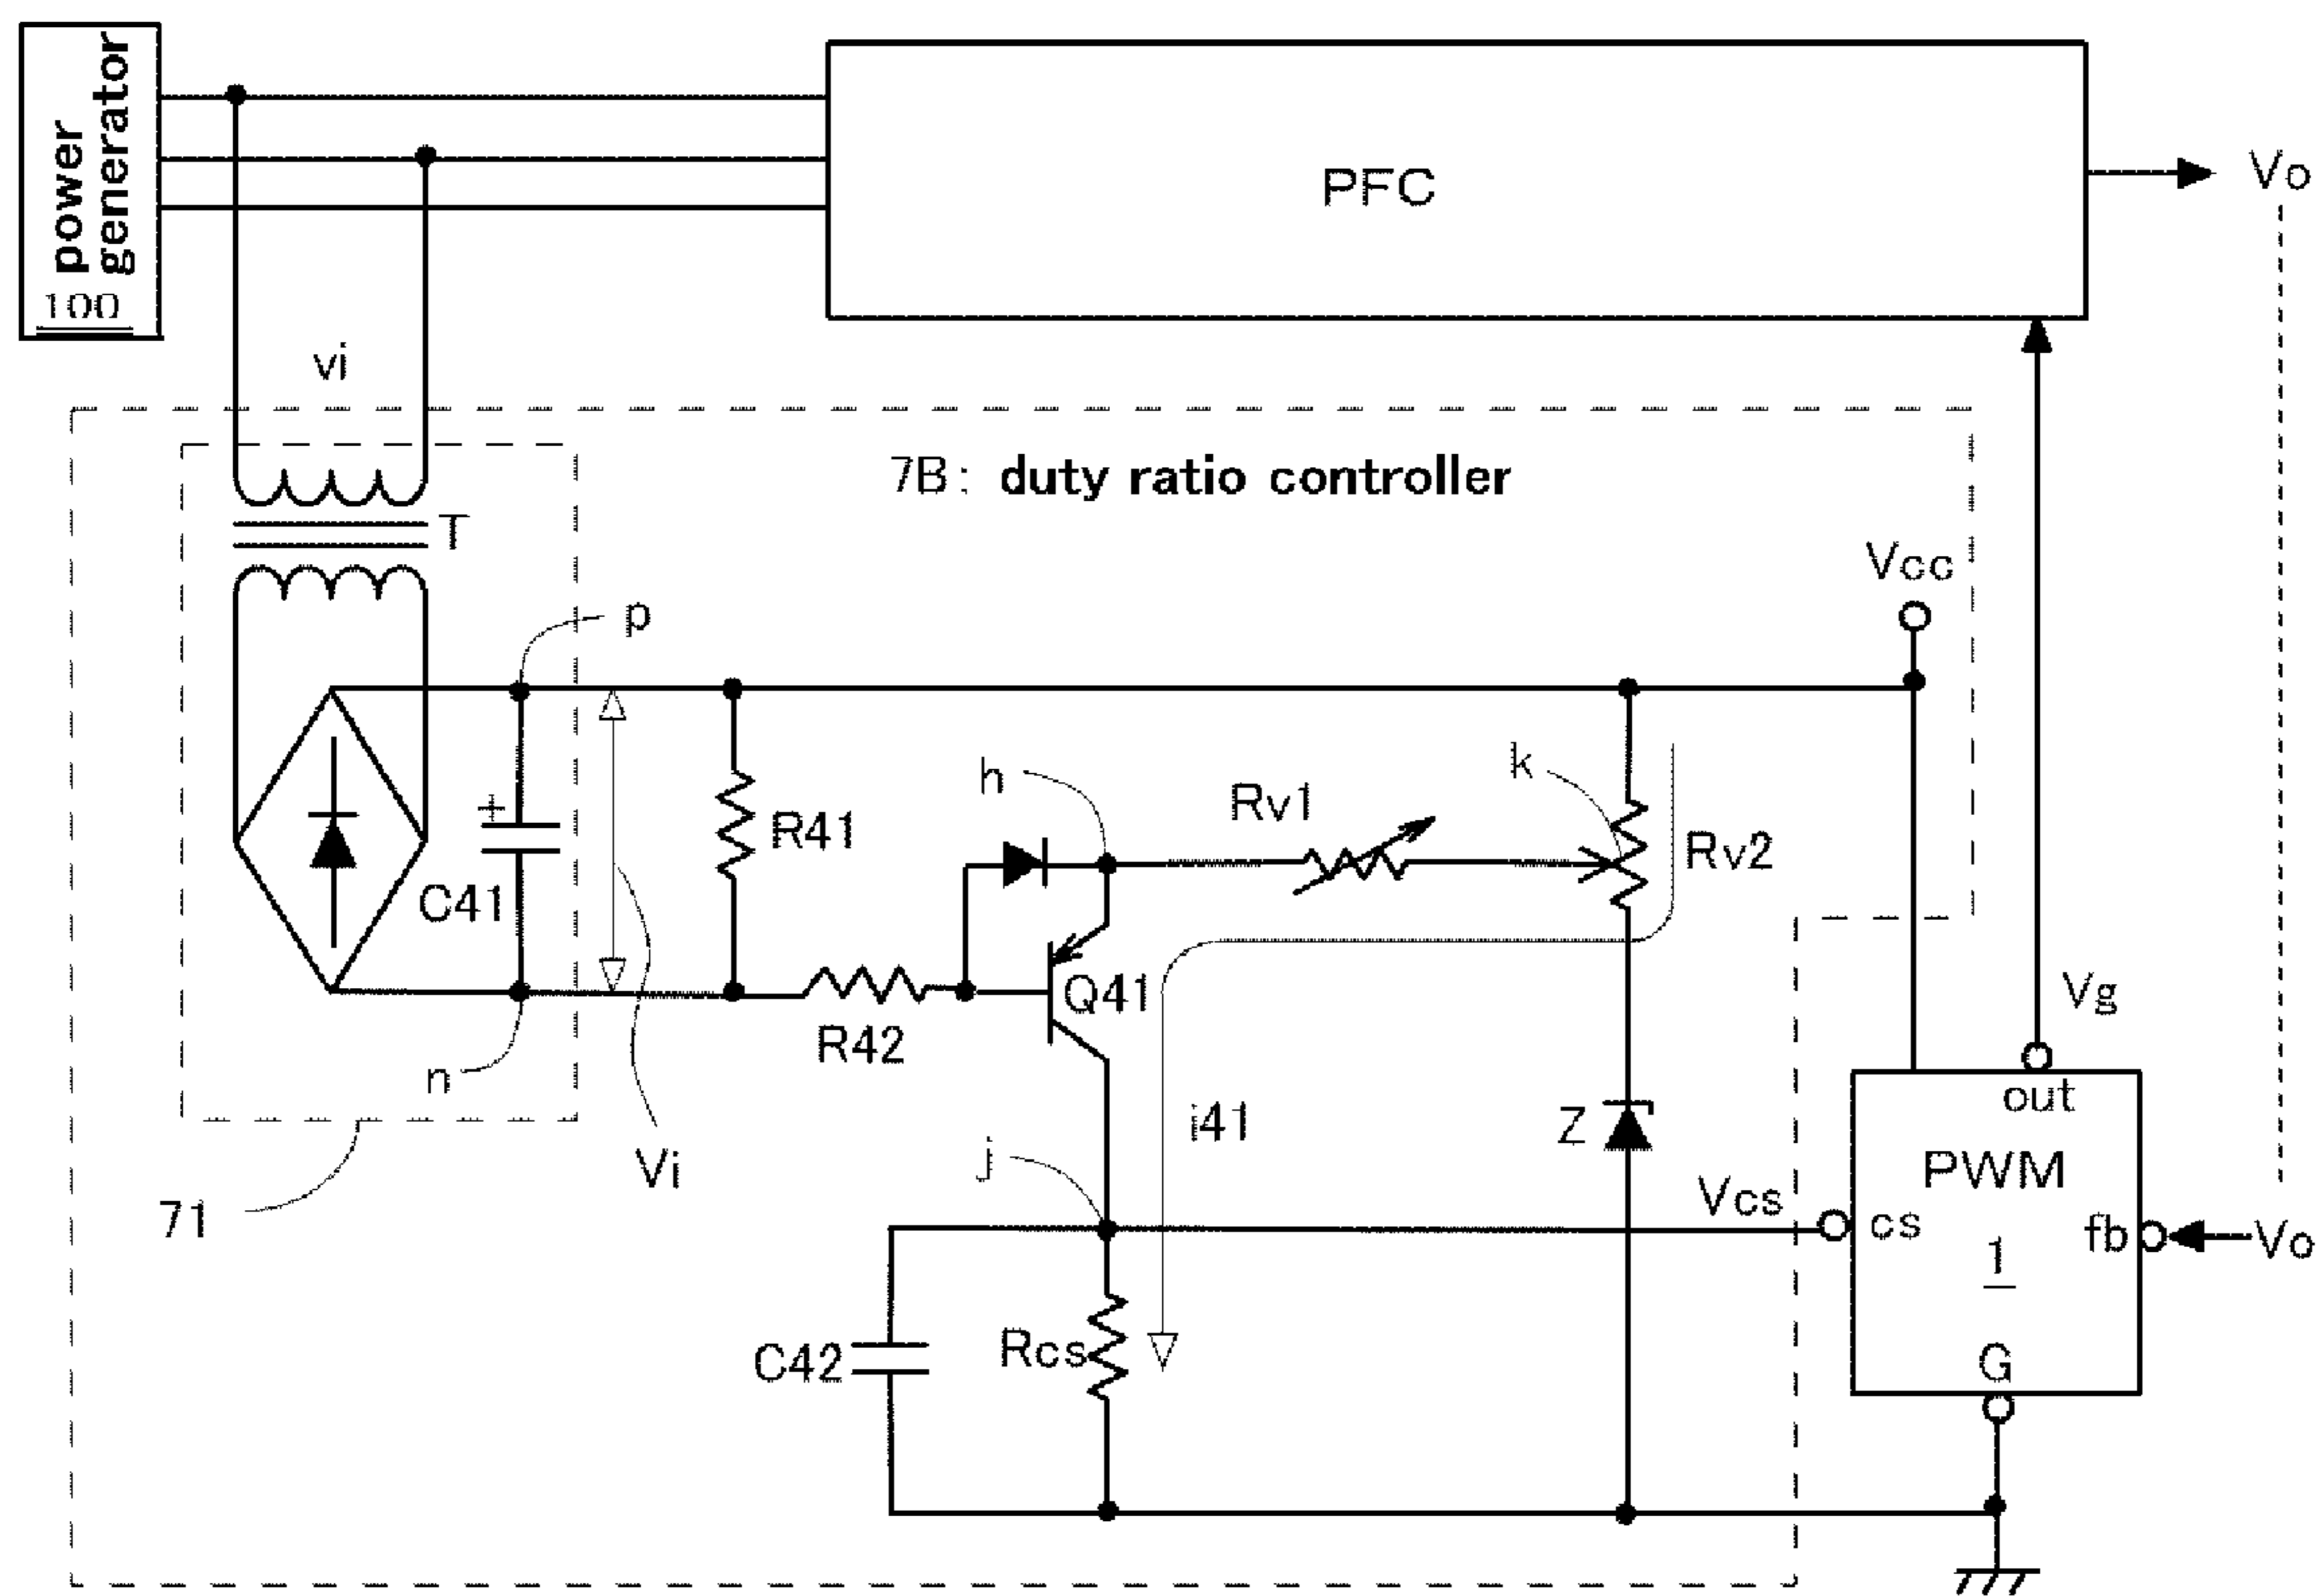 power
generator
100
PFC
Vo
vi
7B: duty ratio controller
T
Vcc
p
h
Rv1
k
+
R41
Rv2
C41
Q41
Vg
R42
n
out
i41
Z
PWM
Vi
j
Vcs
71
cs
fb
Vo
1
C42
Rcs
G